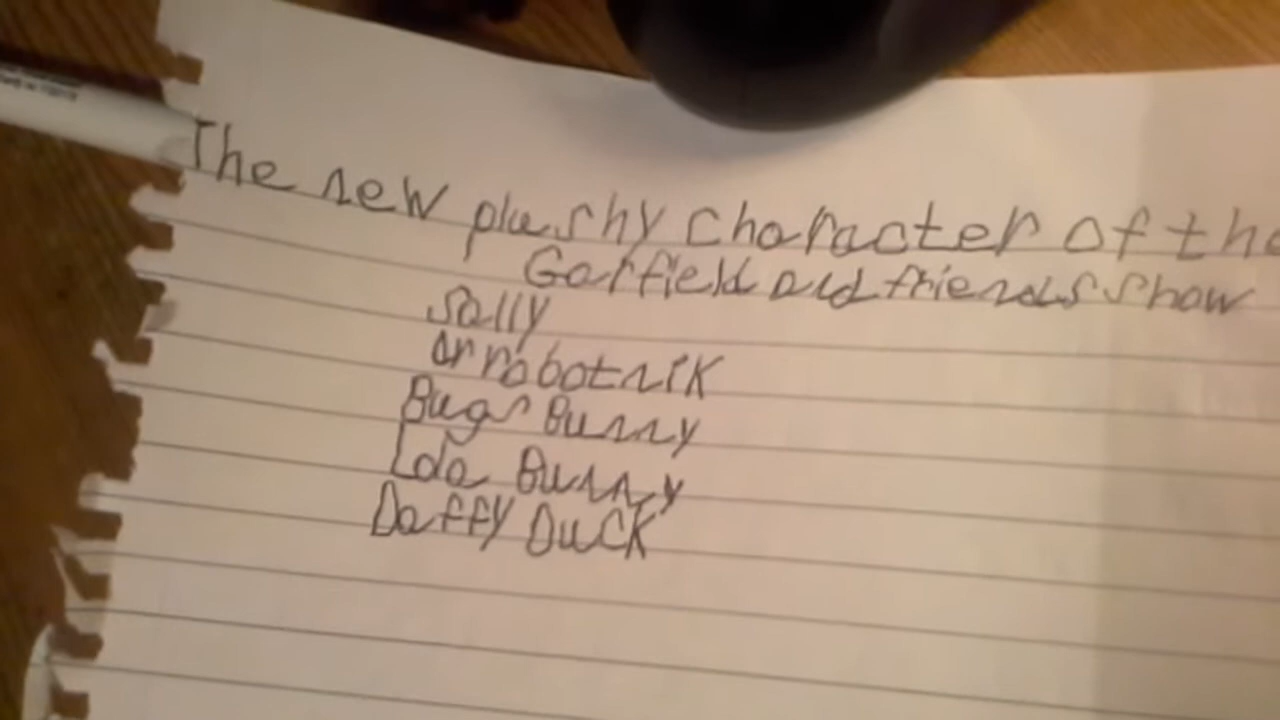 The new plushy character of the
Garfield and friends show
Sally
dr robotnik
Bugs Bunny
Lola Bunny
Daffy Duck